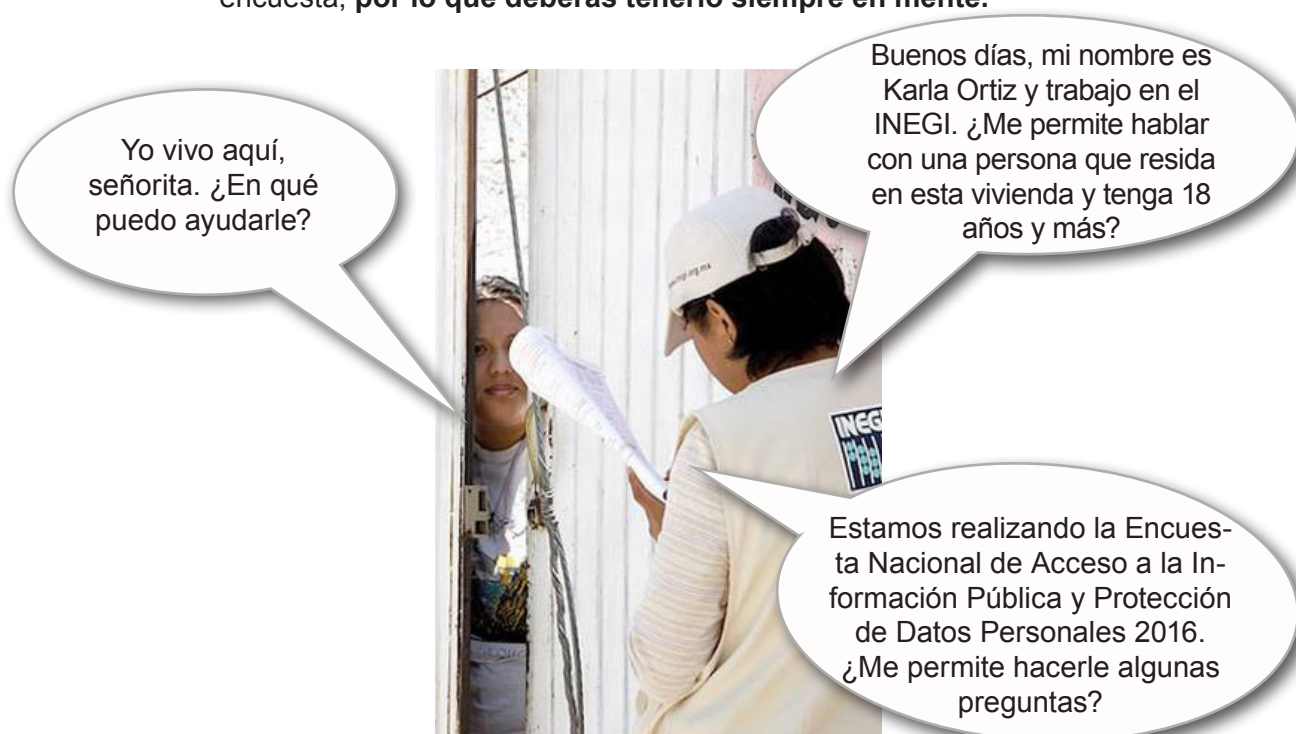 encuesta, por lo que deberás tenerlo siempre en mente.
Buenos días, mi nombre es
Karla Ortiz y trabajo en el
INEGI. ¿Me permite hablar
con una persona que resida
en esta vivienda y tenga 18
años y más?
Yo vivo aquí,
señorita. ¿En qué
puedo ayudarle?
Estamos realizando la Encues-
ta Nacional de Acceso a la In-
formación Pública y Protección
de Datos Personales 2016.
¿Me permite hacerle algunas
preguntas?
INEG